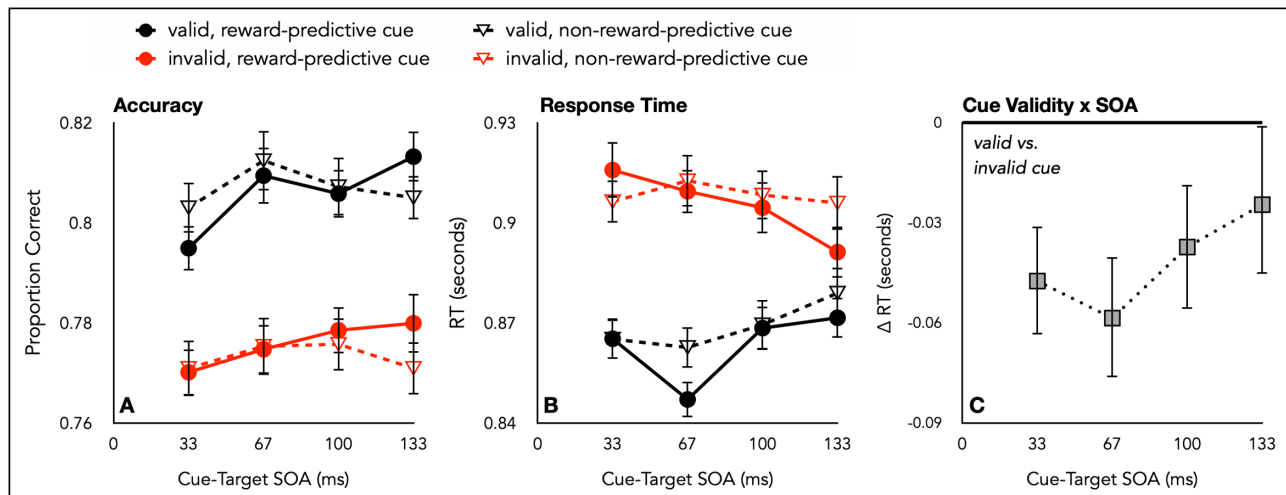 valid, reward-predictive cue
valid, non-reward-predictive cue
invalid, reward-predictive cue
invalid, non-reward-predictive cue
Accuracy
0.82
0.8
0.78
0.76
Proportion Correct
A
0 33 67 100 133
Cue-Target SOA (ms)
Response Time
0.93
0.9
0.87
0.84
RT (seconds)
B
0 33 67 100 133
Cue-Target SOA (ms)
Cue Validity x SOA
0
-0.03
-0.06
-0.09
Δ RT (seconds)
valid vs.
invalid cue
C
0 33 67 100 133
Cue-Target SOA (ms)